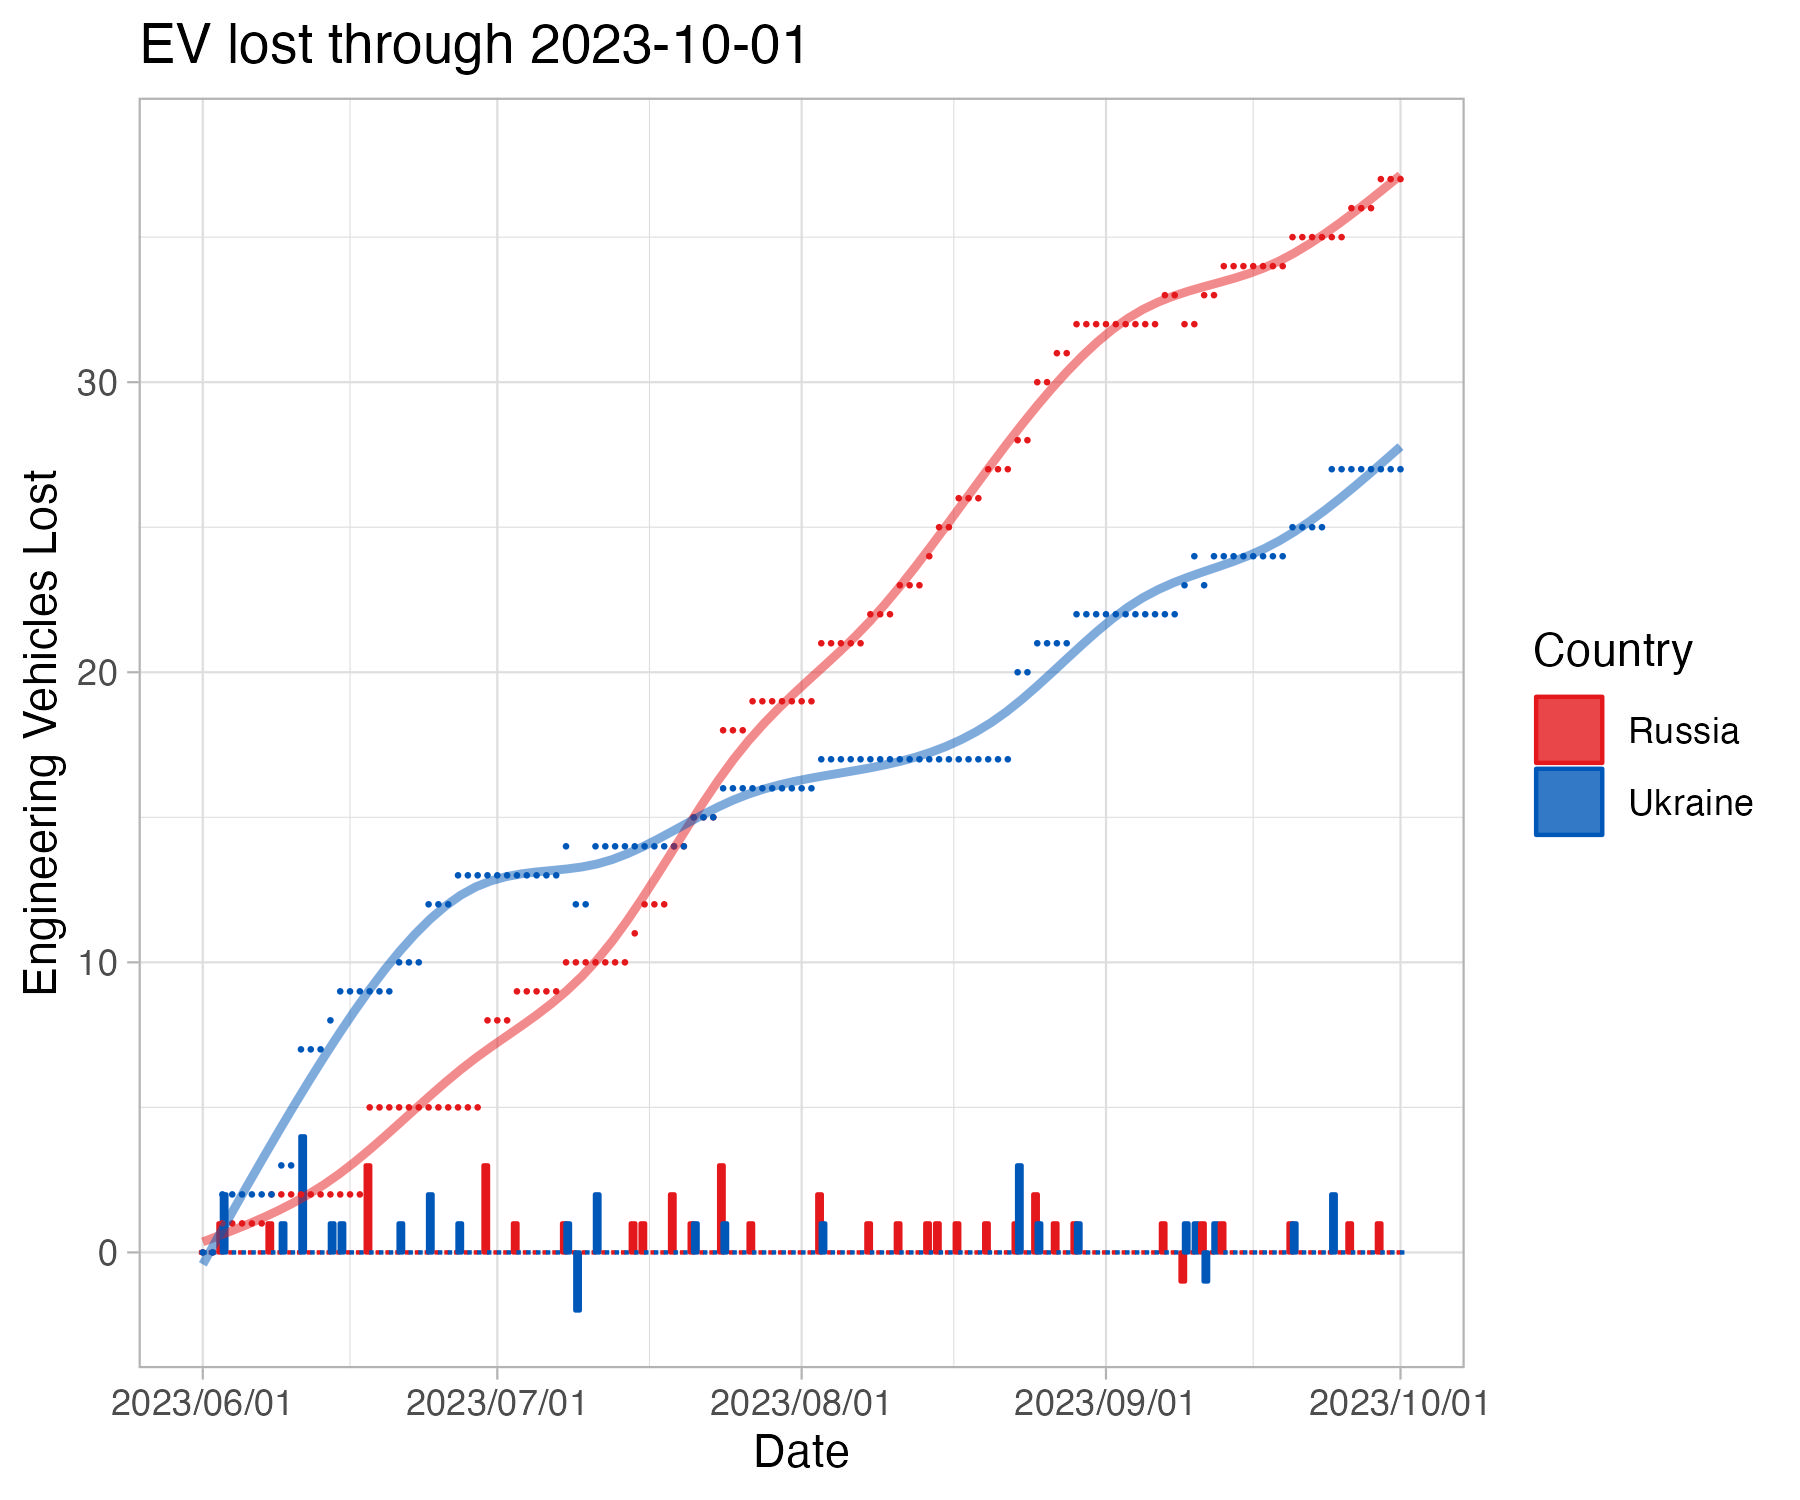 EV lost through 2023-10-01
Engineering Vehicles Lost
30
20
10
0
2023/06/01 2023/07/01 2023/08/01 2023/09/01 2023/10/01
Date
Country
Russia
Ukraine